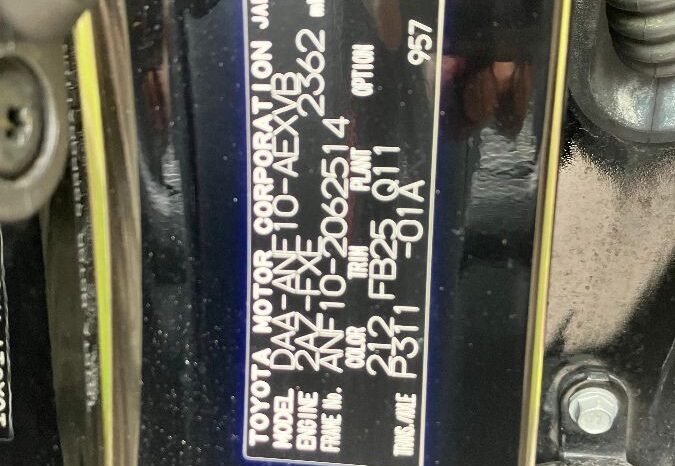 TOYOTA MOTOR CORPORATION JAPAN
MODEL DAA-ANF10-AEXVB
ENGINE 2AZ-FXE 2362
FRAME No. ANF10-2062514
COLOR TRIM PLANT OPTION
212 FB25 Q11
TRANS./AXLE P311 -01A 957